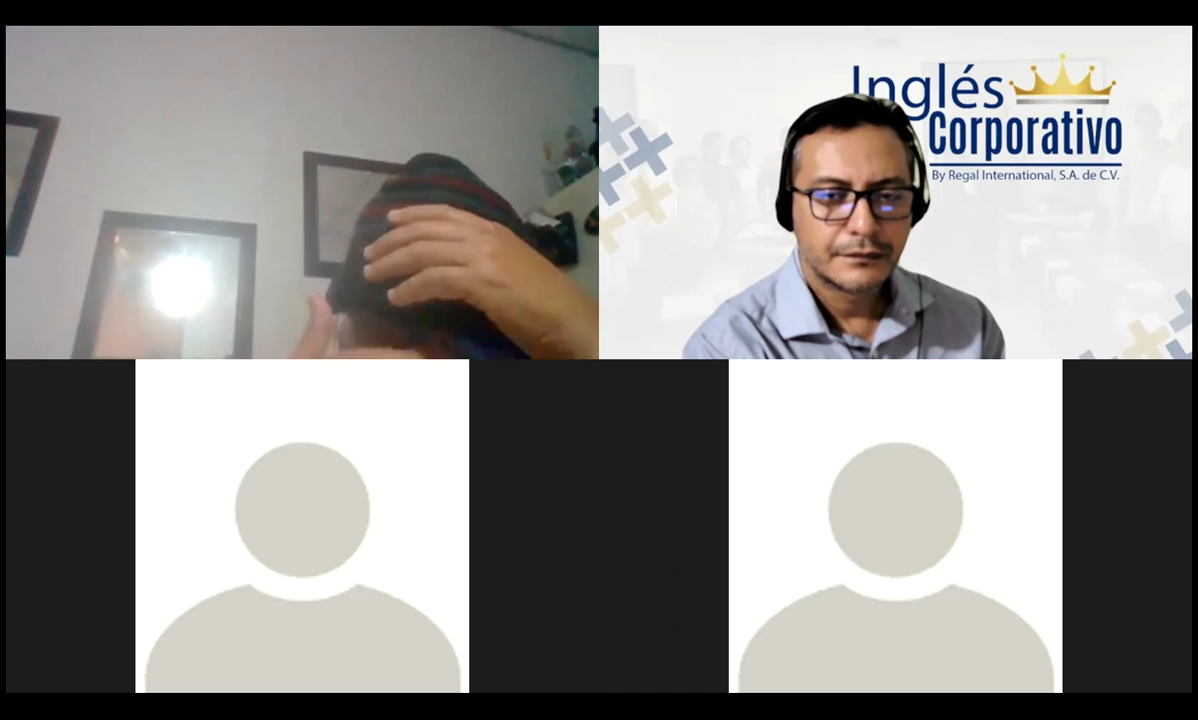 Inglés
Corporativo
By Regal International, S.A. de C.V.